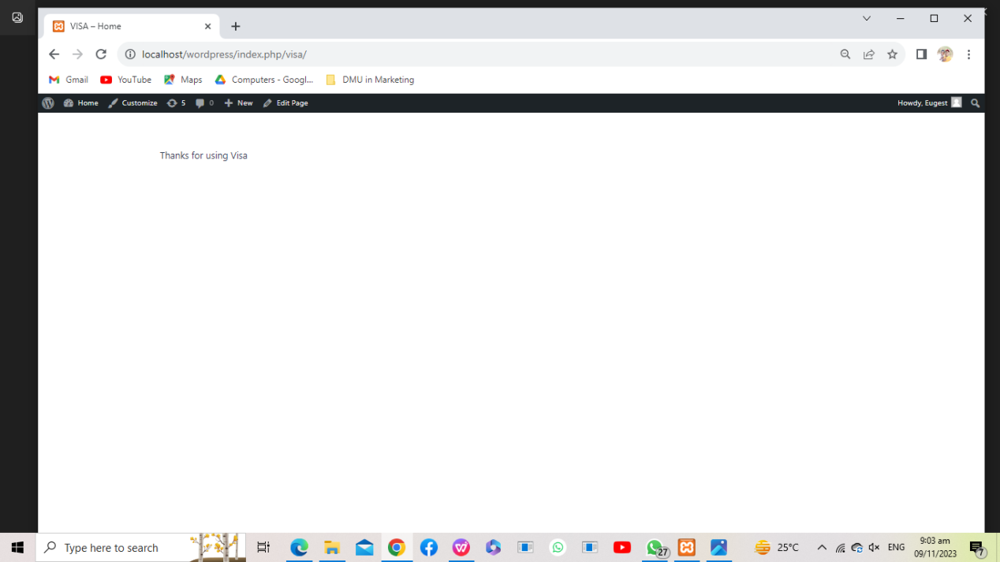 VISA – Home
localhost/wordpress/index.php/visa/
Gmail YouTube Maps Computers - Googl... DMU in Marketing
Home Customize 5 0 New Edit Page Howdy, Eugest
Thanks for using Visa
Type here to search 27 25°C ENG 9:03 am 7
09/11/2023